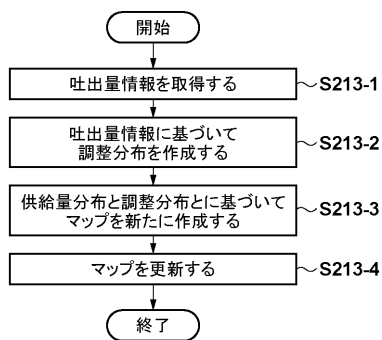 開始
吐出量情報を取得する
S213-1
吐出量情報に基づいて
調整分布を作成する
S213-2
供給量分布と調整分布とに基づいて
マップを新たに作成する
S213-3
マップを更新する
S213-4
終了